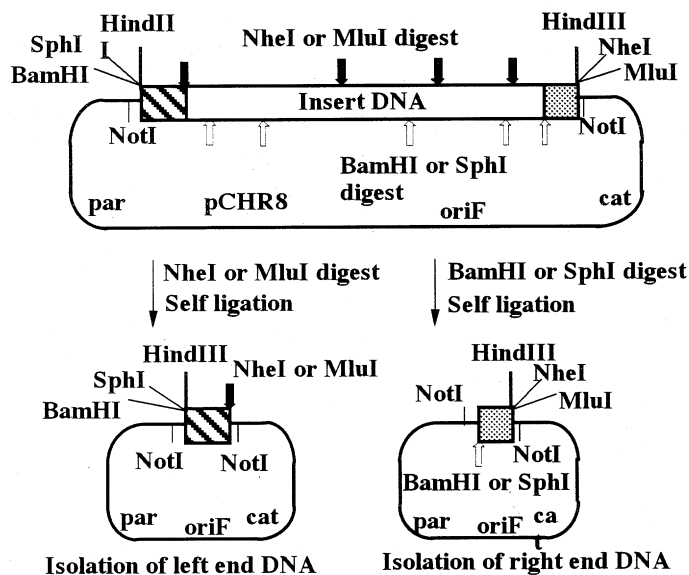 HindII
I
HindIII
SphI
BamHI
NheI or MluI digest
NheI
MluI
Insert DNA
NotI
NotI
BamHI or SphI
digest
par
pCHR8
oriF
cat
NheI or MluI digest
Self ligation
BamHI or SphI digest
Self ligation
HindIII
NheI or MluI
SphI
BamHI
NotI
NotI
par
oriF
cat
Isolation of left end DNA
HindIII
NheI
MluI
NotI
NotI
BamHI or SphI
par
oriF
ca
t
Isolation of right end DNA